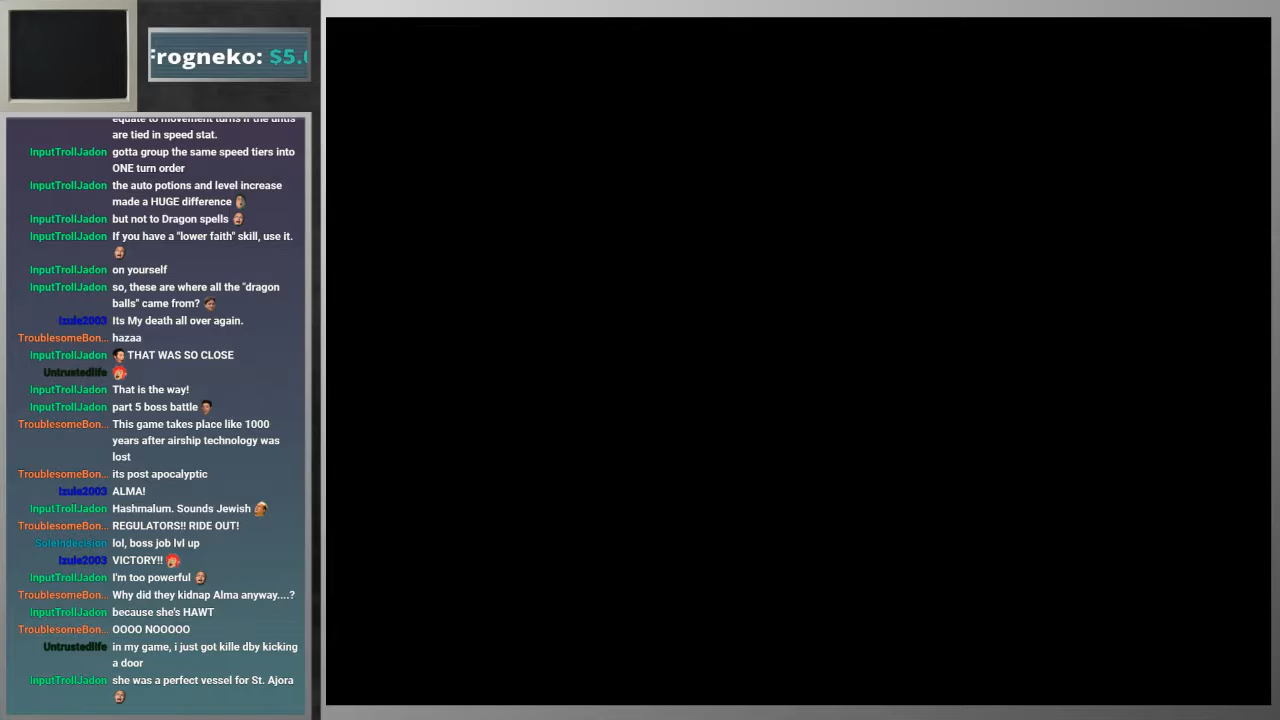 Frogneko: $5.0
equate to movement turns if the untis
are tied in speed stat.
InputTrollJadon gotta group the same speed tiers into
ONE turn order
InputTrollJadon the auto potions and level increase
made a HUGE difference
InputTrollJadon but not to Dragon spells
InputTrollJadon If you have a "lower faith" skill, use it.
InputTrollJadon on yourself
InputTrollJadon so, these are where all the "dragon
balls" came from?
Izule2003 Its My death all over again.
TroublesomeBon... hazaa
InputTrollJadon THAT WAS SO CLOSE
Untrustedlife
InputTrollJadon That is the way!
InputTrollJadon part 5 boss battle
TroublesomeBon... This game takes place like 1000
years after airship technology was
lost
TroublesomeBon... its post apocalyptic
Izule2003 ALMA!
InputTrollJadon Hashmalum. Sounds Jewish
TroublesomeBon... REGULATORS!! RIDE OUT!
SoleIndecision lol, boss job lvl up
Izule2003 VICTORY!!
InputTrollJadon I'm too powerful
TroublesomeBon... Why did they kidnap Alma anyway....?
InputTrollJadon because she's HAWT
TroublesomeBon... OOOO NOOOOO
Untrustedlife in my game, i just got kille dby kicking
a door
InputTrollJadon she was a perfect vessel for St. Ajora